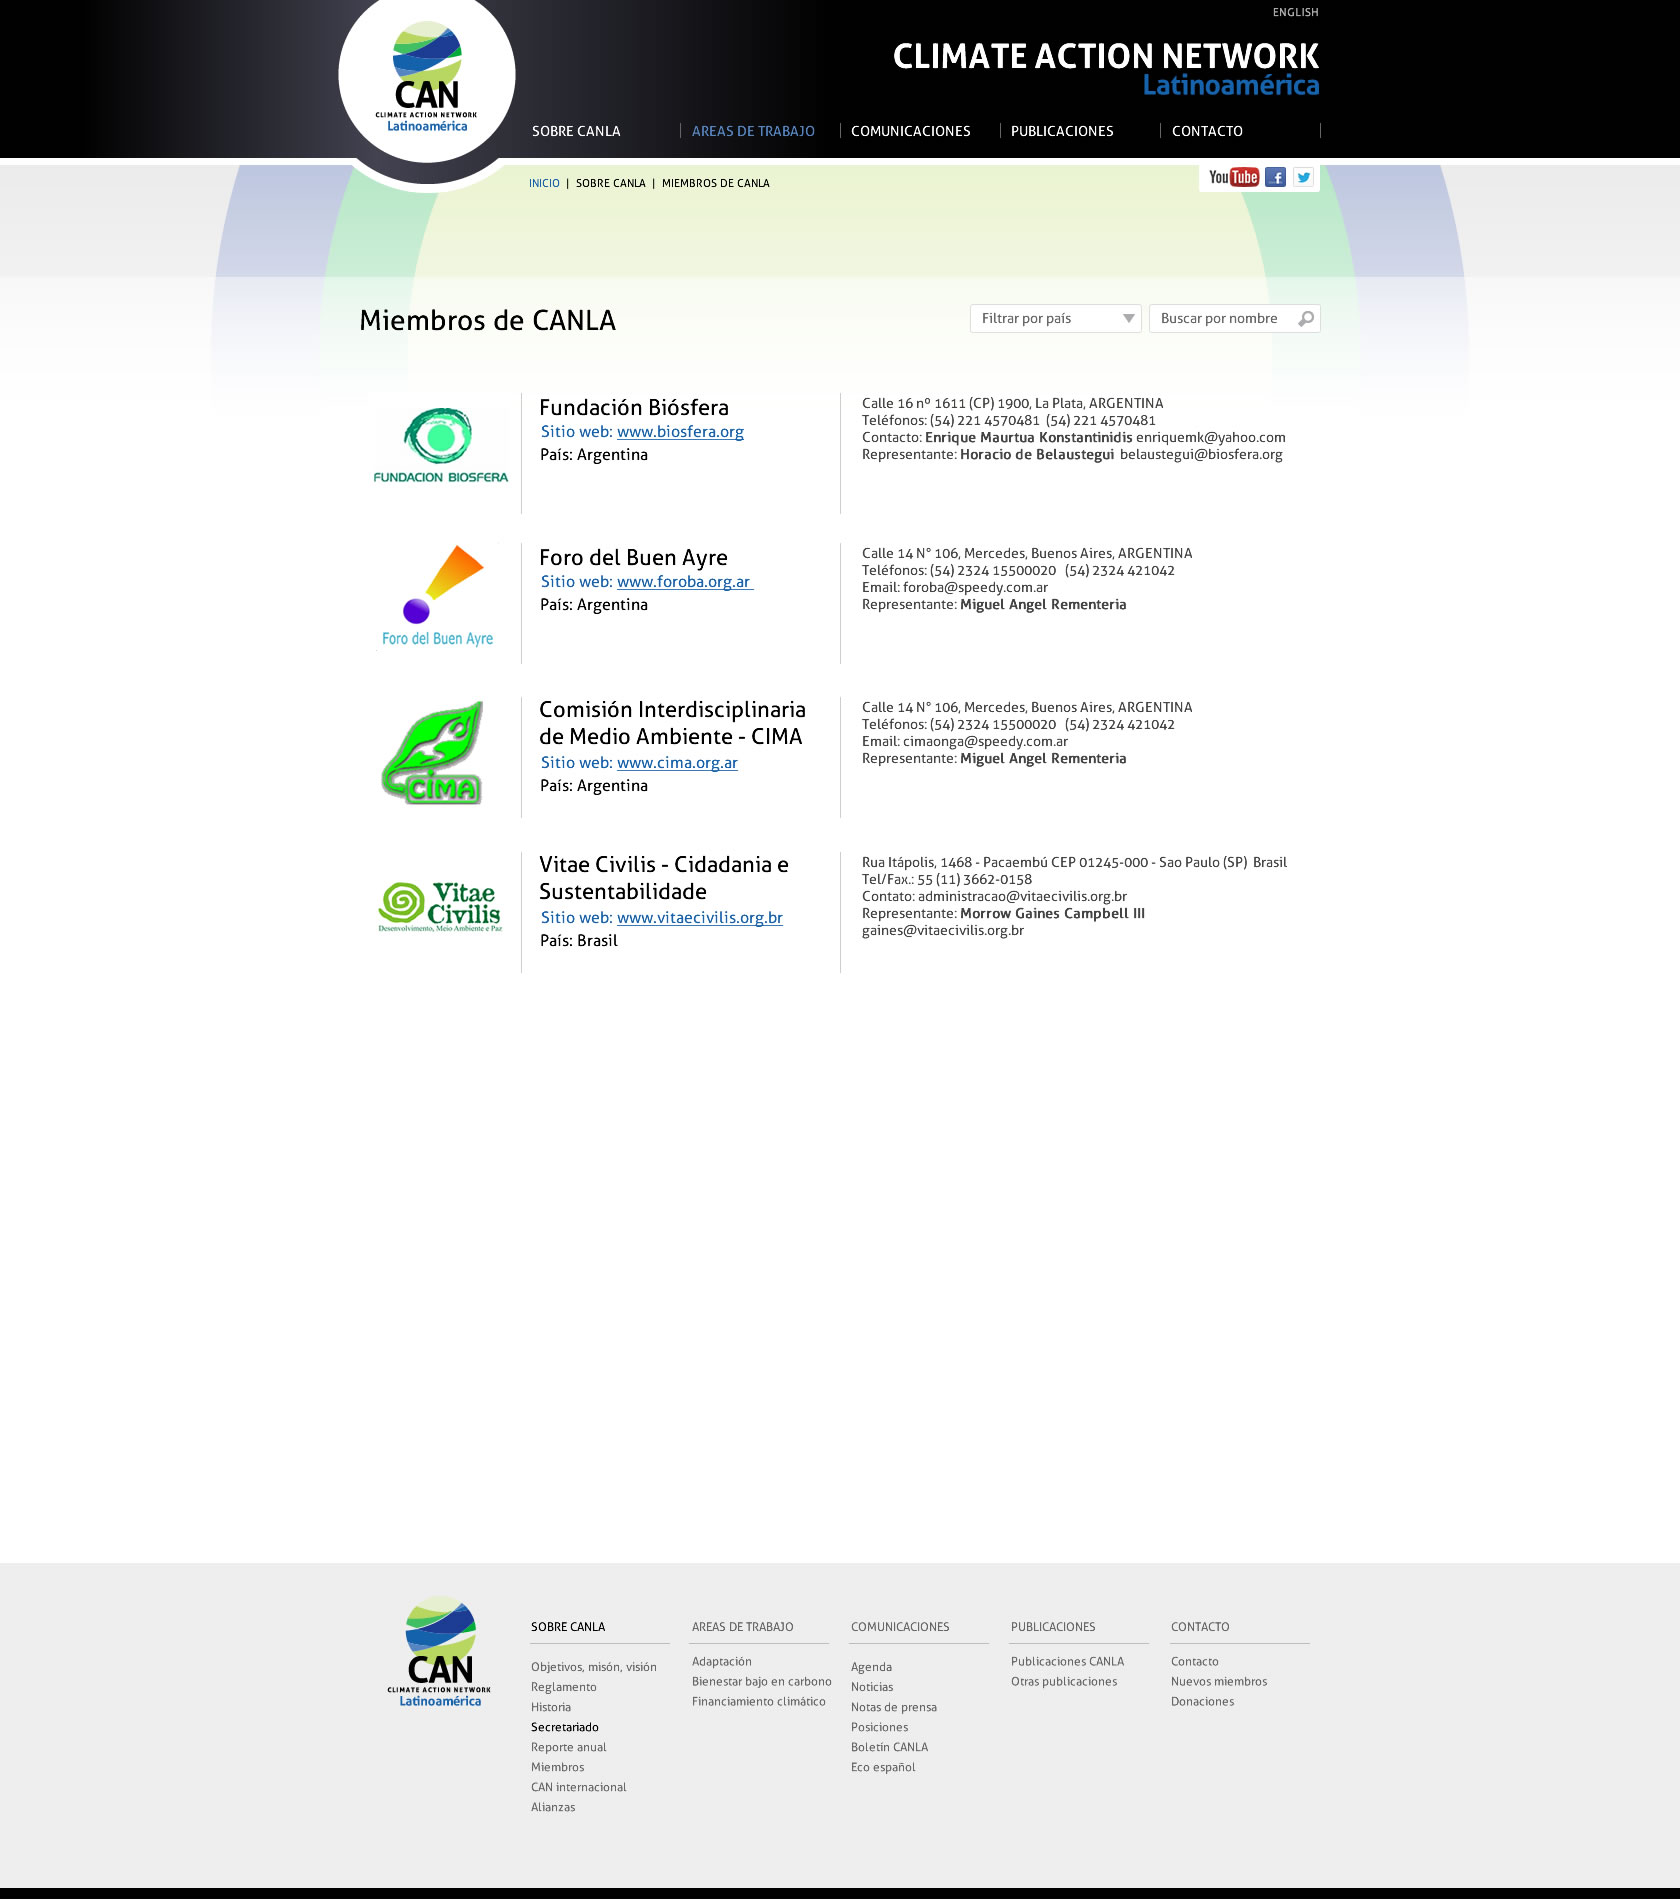 ENGLISH
CAN
CLIMATE ACTION NETWORK
Latinoamérica
CLIMATE ACTION NETWORK
Latinoamérica
SOBRE CANLA
AREAS DE TRABAJO
COMUNICACIONES
PUBLICACIONES
CONTACTO
INICIO | SOBRE CANLA | MIEMBROS DE CANLA
YouTube
f
Miembros de CANLA
Filtrar por país
Buscar por nombre
FUNDACION BIOSFERA
Fundación Biósfera
Sitio web: www.biosfera.org
País: Argentina
Calle 16 nº 1611 (CP) 1900, La Plata, ARGENTINA
Teléfonos: (54) 221 4570481 (54) 221 4570481
Contacto: Enrique Maurtua Konstantinidis enriquemk@yahoo.com
Representante: Horacio de Belaustegui belaustegui@biosfera.org
Foro del Buen Ayre
Foro del Buen Ayre
Sitio web: www.foroba.org.ar
País: Argentina
Calle 14 N° 106, Mercedes, Buenos Aires, ARGENTINA
Teléfonos: (54) 2324 15500020 (54) 2324 421042
Email: foroba@speedy.com.ar
Representante: Miguel Angel Rementeria
CIMA
Comisión Interdisciplinaria
de Medio Ambiente - CIMA
Sitio web: www.cima.org.ar
País: Argentina
Calle 14 N° 106, Mercedes, Buenos Aires, ARGENTINA
Teléfonos: (54) 2324 15500020 (54) 2324 421042
Email: cimaonga@speedy.com.ar
Representante: Miguel Angel Rementeria
Vitae
Civilis
Desenvolvimento, Meio Ambiente e Paz
Vitae Civilis - Cidadania e
Sustentabilidade
Sitio web: www.vitaecivilis.org.br
País: Brasil
Rua Itápolis, 1468 - Pacaembú CEP 01245-000 - Sao Paulo (SP) Brasil
Tel/Fax.: 55 (11) 3662-0158
Contato: administracao@vitaecivilis.org.br
Representante: Morrow Gaines Campbell III
gaines@vitaecivilis.org.br
CAN
CLIMATE ACTION NETWORK
Latinoamérica
SOBRE CANLA
Objetivos, misón, visión
Reglamento
Historia
Secretariado
Reporte anual
Miembros
CAN internacional
Alianzas
AREAS DE TRABAJO
Adaptación
Bienestar bajo en carbono
Financiamiento climático
COMUNICACIONES
Agenda
Noticias
Notas de prensa
Posiciones
Boletín CANLA
Eco español
PUBLICACIONES
Publicaciones CANLA
Otras publicaciones
CONTACTO
Contacto
Nuevos miembros
Donaciones